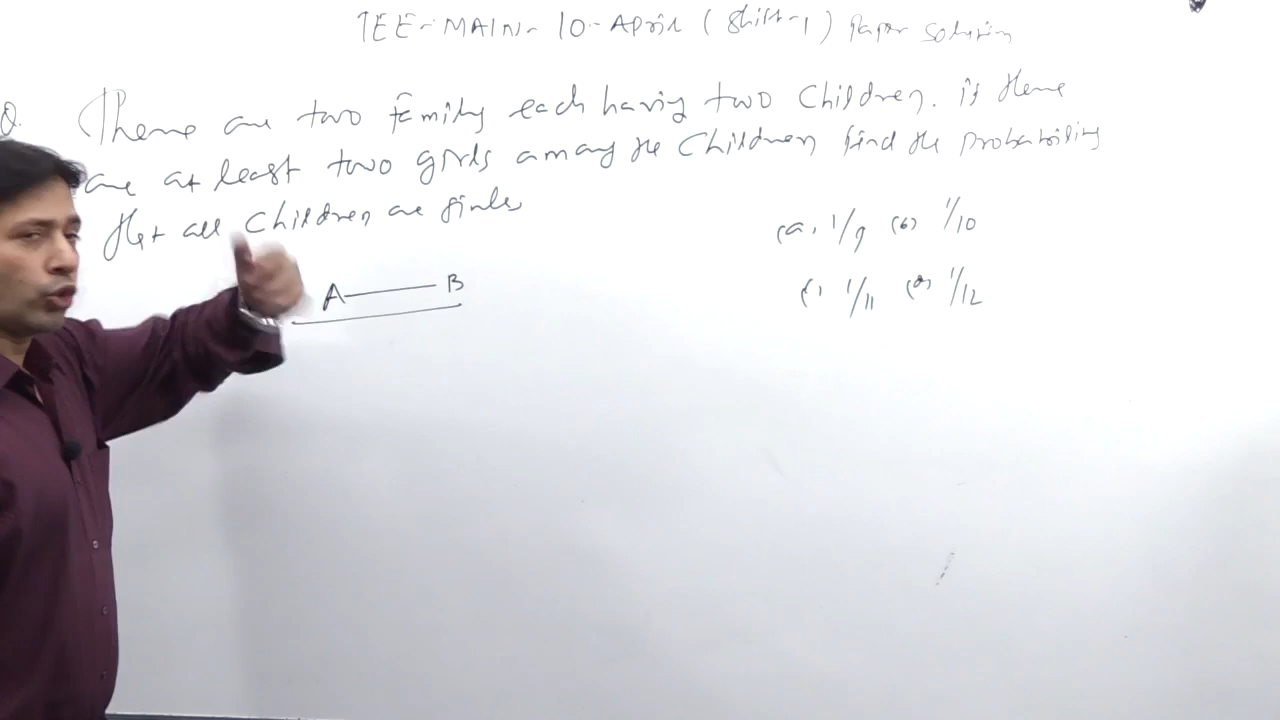 JEE-MAIN- 10-April (Shift-1) Paper solution
Q. There are two family each having two Children. if there
are at least two girls among the Children find the probability
that all Children are girls
(a) 1/9 (b) 1/10
A — B
(c) 1/11 (d) 1/12